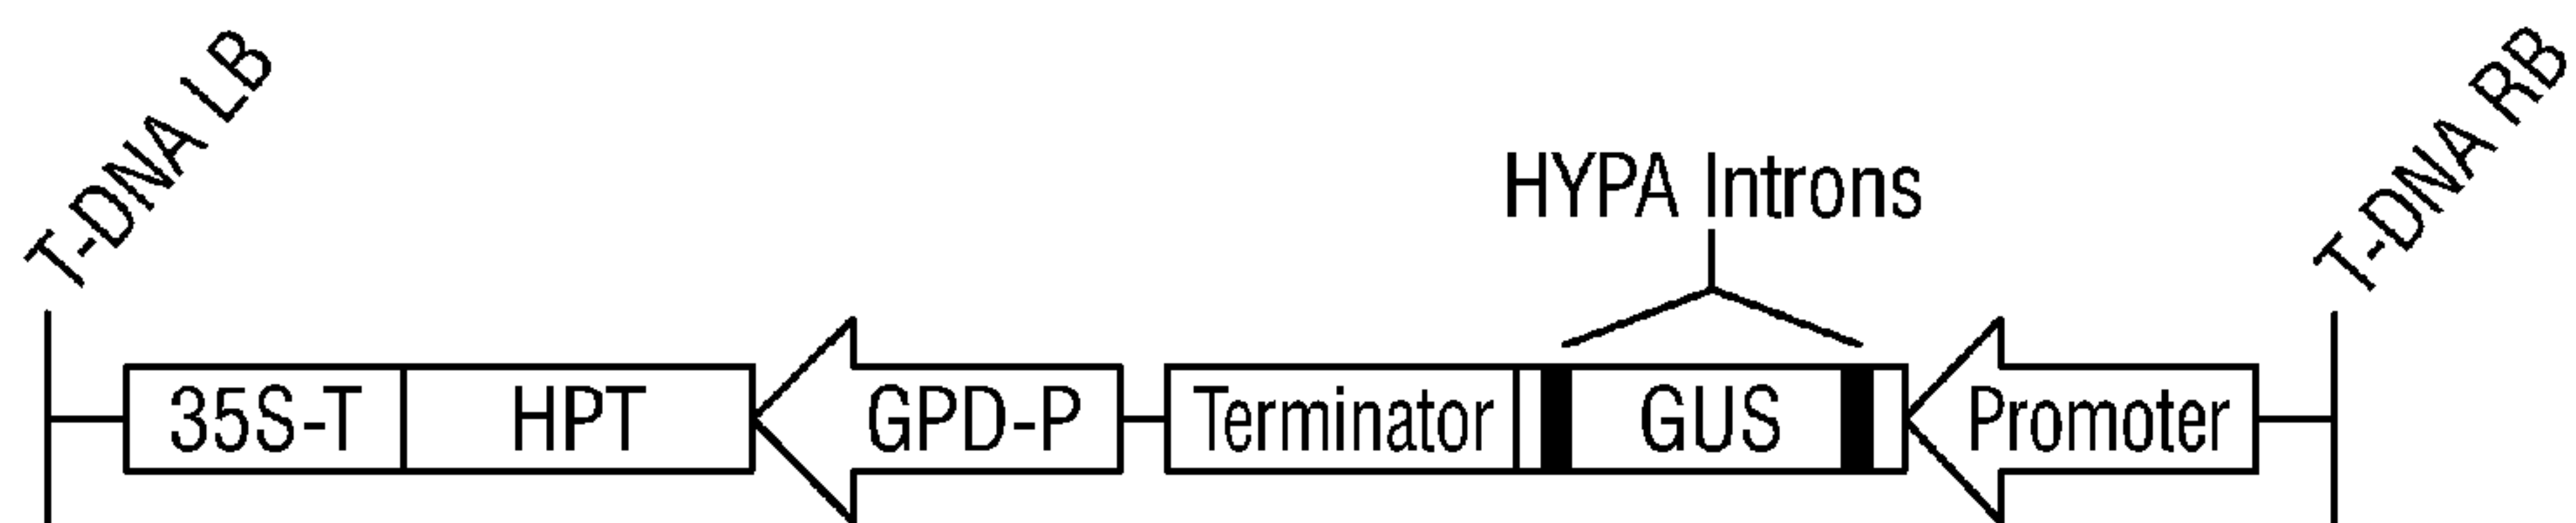 T-DNA LB
T-DNA RB
HYPA Introns
35S-T HPT GPD-P Terminator GUS Promoter